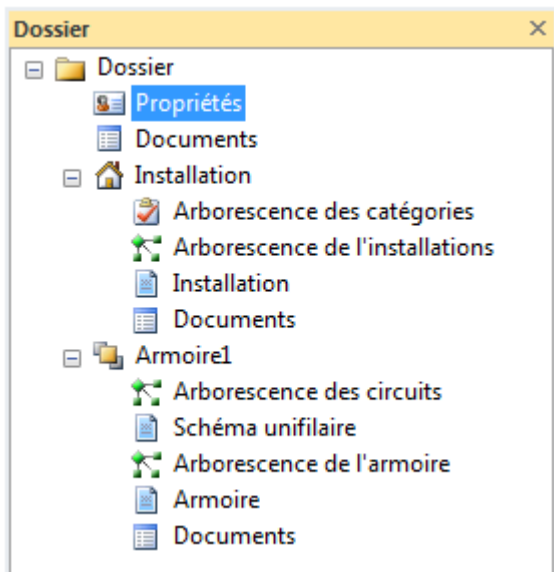 Dossier
Dossier
Propriétés
Documents
Installation
Arborescence des catégories
Arborescence de l'installations
Installation
Documents
Armoire1
Arborescence des circuits
Schéma unifilaire
Arborescence de l'armoire
Armoire
Documents